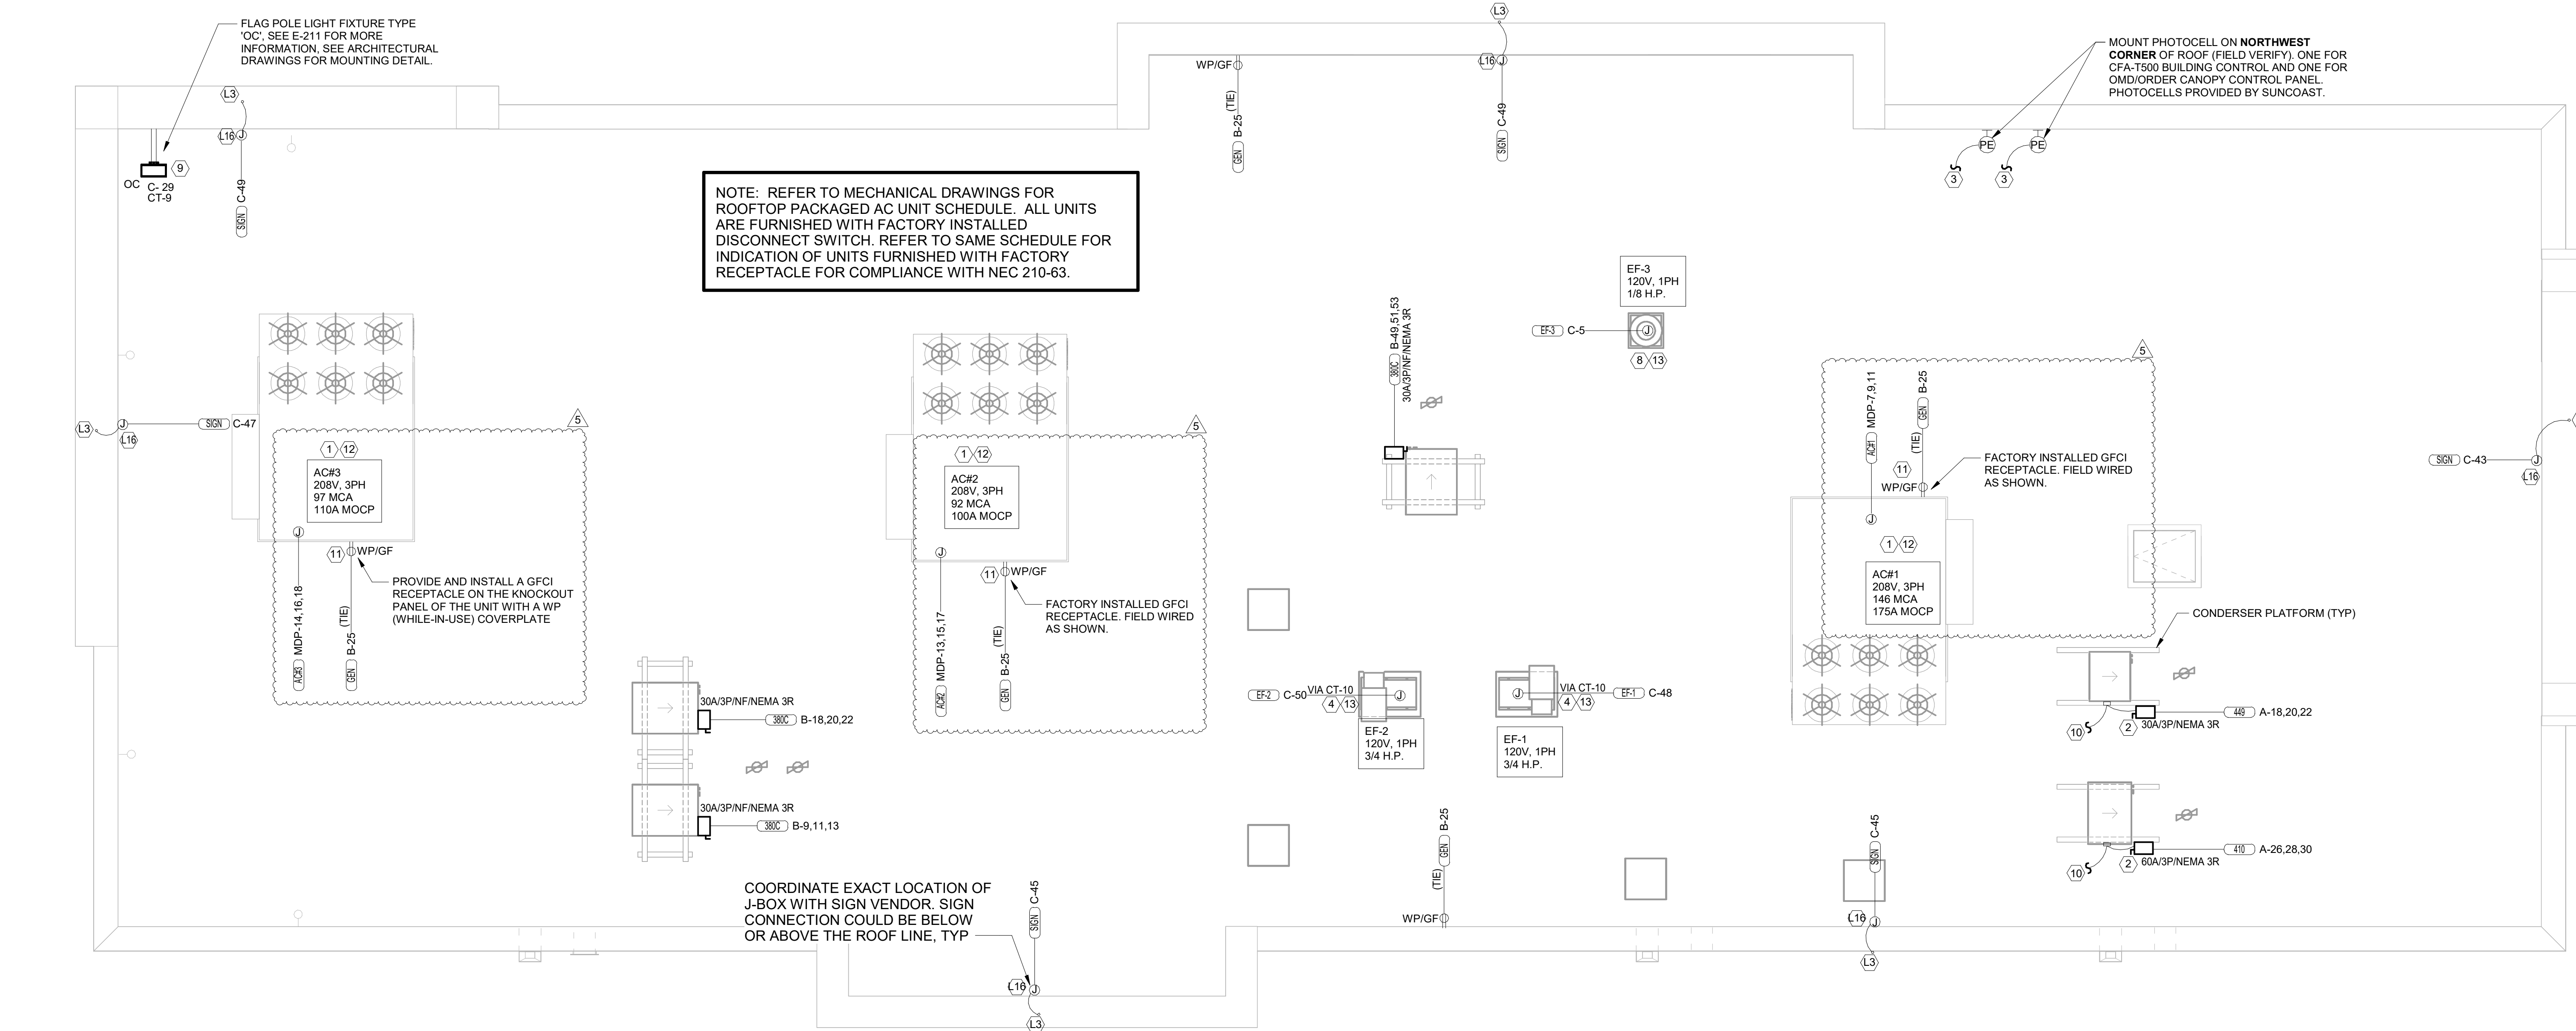 FLAG POLE LIGHT FIXTURE TYPE
'OC', SEE E-211 FOR MORE
INFORMATION, SEE ARCHITECTURAL
DRAWINGS FOR MOUNTING DETAIL.
L3
L16 J
SIGN C-49
OC
9
C- 29
CT-9
L3
L16 J
SIGN C-49
WP/GF
GEN B-25 (TIE)
MOUNT PHOTOCELL ON NORTHWEST
CORNER OF ROOF (FIELD VERIFY). ONE FOR
CFA-T500 BUILDING CONTROL AND ONE FOR
OMD/ORDER CANOPY CONTROL PANEL.
PHOTOCELLS PROVIDED BY SUNCOAST.
PE PE
3 3
NOTE: REFER TO MECHANICAL DRAWINGS FOR
ROOFTOP PACKAGED AC UNIT SCHEDULE. ALL UNITS
ARE FURNISHED WITH FACTORY INSTALLED
DISCONNECT SWITCH. REFER TO SAME SCHEDULE FOR
INDICATION OF UNITS FURNISHED WITH FACTORY
RECEPTACLE FOR COMPLIANCE WITH NEC 210-63.
EF-3
120V, 1PH
1/8 H.P.
EF-3 C-5 J
8 13
360C B-49,51,53
30A/3P/NF/NEMA 3R
L3 J
L16
SIGN C-47
5
1 12
AC#3
208V, 3PH
97 MCA
110A MOCP
J
AC#3 MDP-14,16,18
11 WP/GF
GEN B-25 (TIE)
PROVIDE AND INSTALL A GFCI
RECEPTACLE ON THE KNOCKOUT
PANEL OF THE UNIT WITH A WP
(WHILE-IN-USE) COVERPLATE
5
1 12
AC#2
208V, 3PH
92 MCA
100A MOCP
J
AC#2 MDP-13,15,17
11 WP/GF
GEN B-25 (TIE)
FACTORY INSTALLED GFCI
RECEPTACLE. FIELD WIRED
AS SHOWN.
5
AC#1 MDP-7,9,11
GEN B-25
(TIE)
11
WP/GF
FACTORY INSTALLED GFCI
RECEPTACLE. FIELD WIRED
AS SHOWN.
J
1 12
AC#1
208V, 3PH
146 MCA
175A MOCP
SIGN C-43 J
L16
CONDERSER PLATFORM (TYP)
30A/3P/NF/NEMA 3R
380C B-18,20,22
30A/3P/NF/NEMA 3R
380C B-9,11,13
EF-2 C-50 VIA CT-10 J
4 13
EF-2
120V, 1PH
3/4 H.P.
J VIA CT-10 EF-1 C-48
4 13
EF-1
120V, 1PH
3/4 H.P.
449 A-18,20,22
10 2 30A/3P/NEMA 3R
410 A-26,28,30
10 2 60A/3P/NEMA 3R
COORDINATE EXACT LOCATION OF
J-BOX WITH SIGN VENDOR. SIGN
CONNECTION COULD BE BELOW
OR ABOVE THE ROOF LINE, TYP
SIGN C-45
L16 J
L3
GEN B-25
(TIE)
WP/GF
SIGN C-45
L16 J
L3